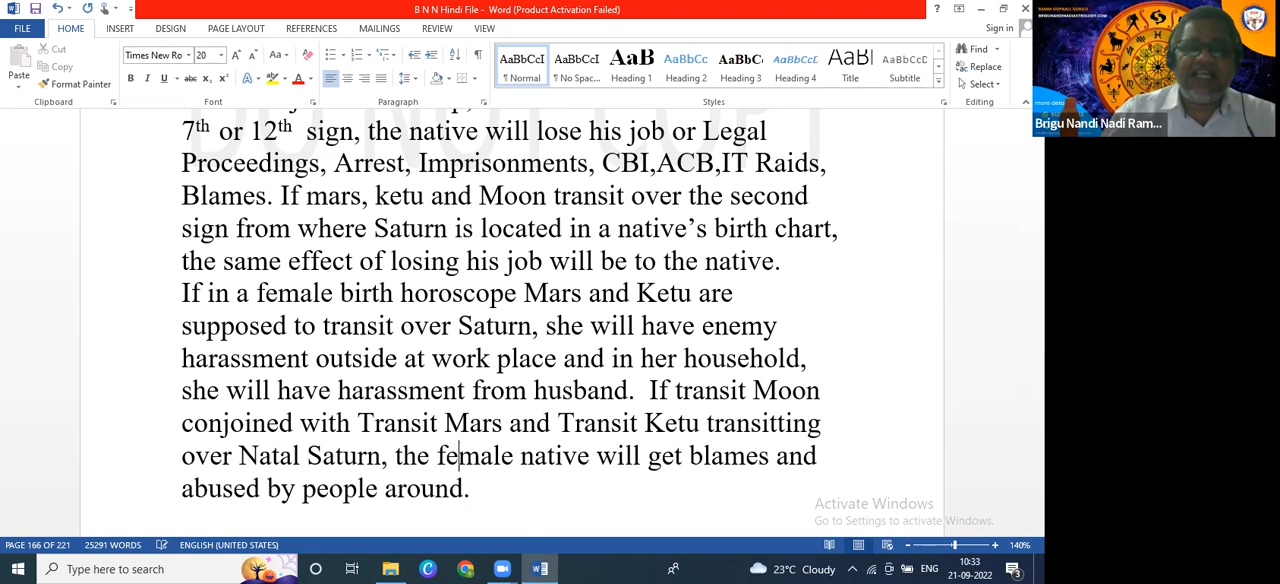 B N N Hindi File - Word (Product Activation Failed)
Sign in
FILE HOME INSERT DESIGN PAGE LAYOUT REFERENCES MAILINGS REVIEW VIEW
Paste Cut
Copy
Format Painter
Clipboard
Times New Ro 20
Font
Paragraph
AaBbCcI AaBbCcI AaB AaBbCc AaBbC AaBbCcL AaBl AaBbCcD
¶ Normal ¶ No Spac... Heading 1 Heading 2 Heading 3 Heading 4 Title Subtitle
Styles
Find
Replace
Select
Editing
BRIGUNANDINADIASTROLOGY.COM
Brigu Nandi Nadi Ram...
DO NOT COPY
7th or 12th sign, the native will lose his job or Legal
Proceedings, Arrest, Imprisonments, CBI,ACB,IT Raids,
Blames. If mars, ketu and Moon transit over the second
sign from where Saturn is located in a native’s birth chart,
the same effect of losing his job will be to the native.
If in a female birth horoscope Mars and Ketu are
supposed to transit over Saturn, she will have enemy
harassment outside at work place and in her household,
she will have harassment from husband. If transit Moon
conjoined with Transit Mars and Transit Ketu transitting
over Natal Saturn, the female native will get blames and
abused by people around.
Activate Windows
Go to Settings to activate Windows.
PAGE 166 OF 221 25291 WORDS ENGLISH (UNITED STATES) 140%
Type here to search
23°C Cloudy ENG 10:33
21-09-2022